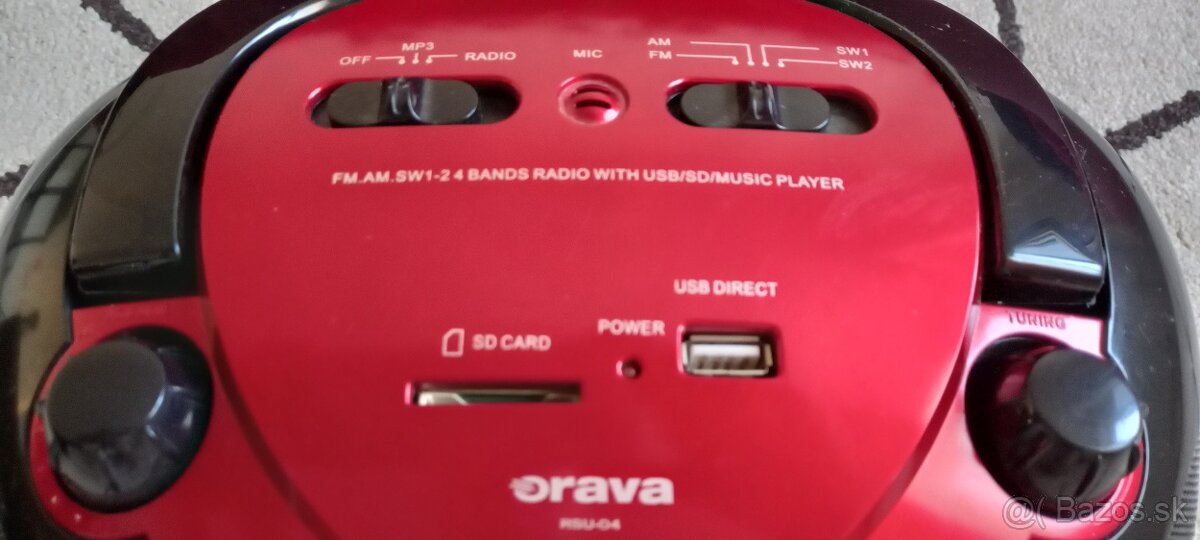 MP3
OFF RADIO
MIC
AM SW1
FM SW2
FM.AM.SW1-2 4 BANDS RADIO WITH USB/SD/MUSIC PLAYER
USB DIRECT
TUNING
POWER
SD CARD
orava
RSU-04
@( Bazos.sk